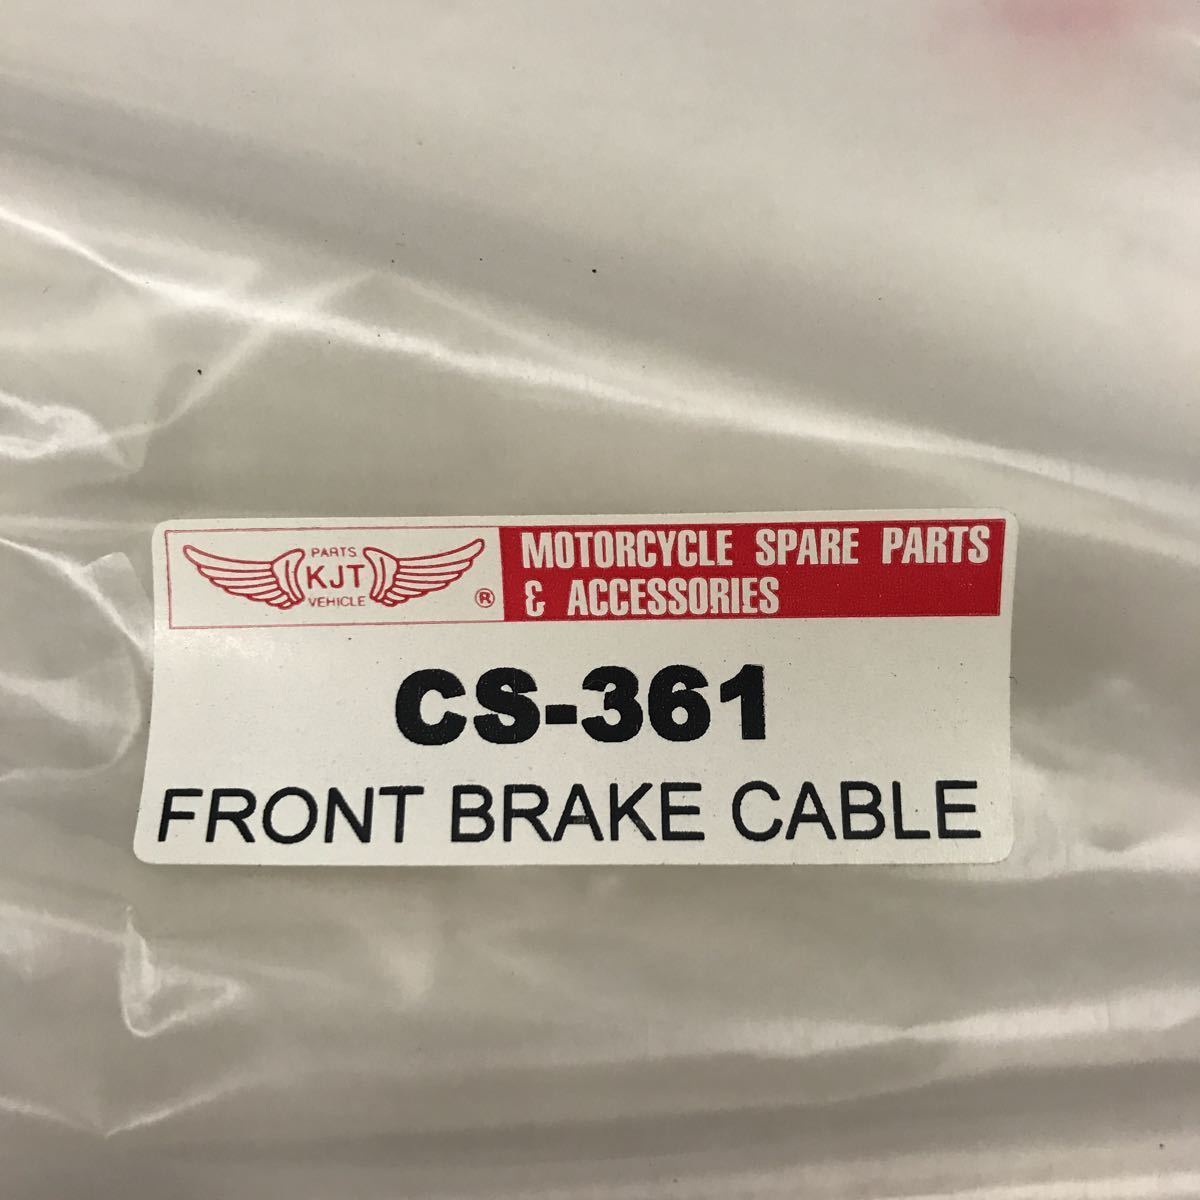 PARTS
KJT
VEHICLE
®
MOTORCYCLE SPARE PARTS
& ACCESSORIES
CS-361
FRONT BRAKE CABLE